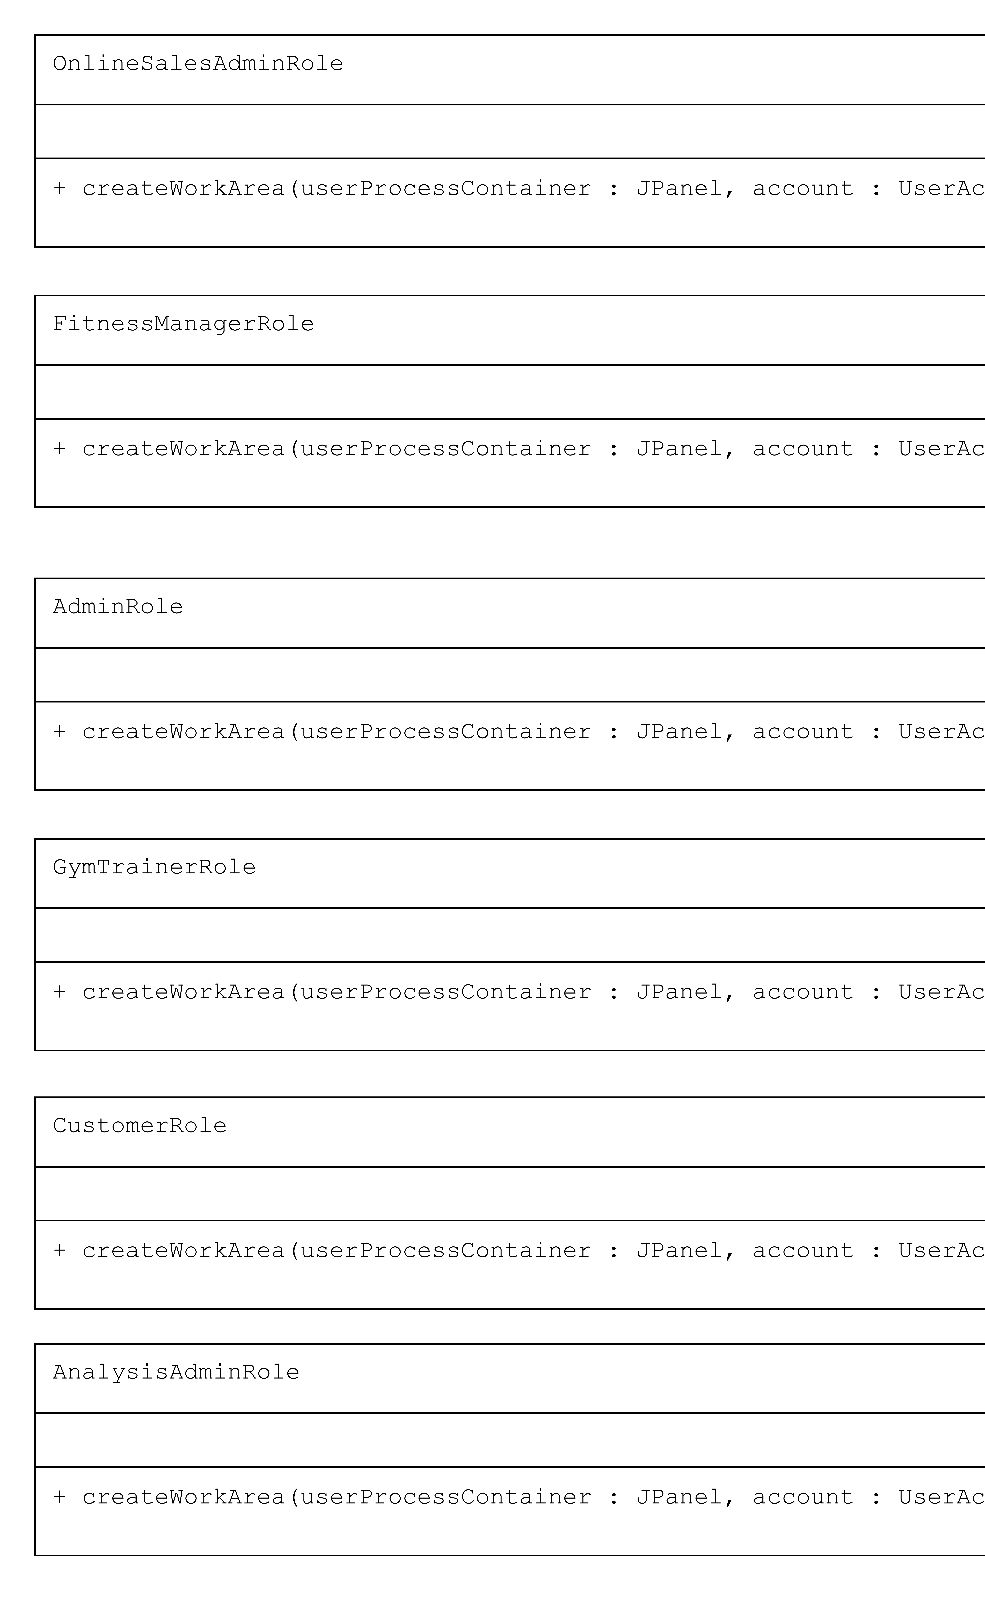 OnlineSalesAdminRole
+ createWorkArea(userProcessContainer : JPanel, account : UserAc
FitnessManagerRole
+ createWorkArea(userProcessContainer : JPanel, account : UserAc
AdminRole
+ createWorkArea(userProcessContainer : JPanel, account : UserAc
GymTrainerRole
+ createWorkArea(userProcessContainer : JPanel, account : UserAc
CustomerRole
+ createWorkArea(userProcessContainer : JPanel, account : UserAc
AnalysisAdminRole
+ createWorkArea(userProcessContainer : JPanel, account : UserAc